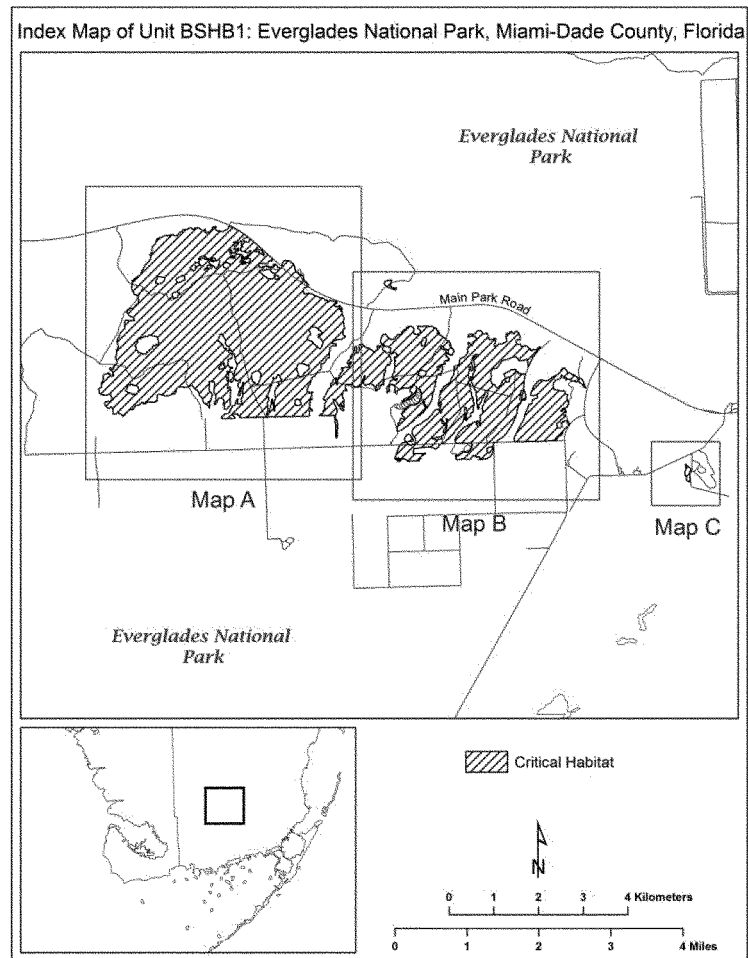 Index Map of Unit BSHB1: Everglades National Park, Miami-Dade County, Florida
Everglades National
Park
Main Park Road
Map A
Map B
Map C
Everglades National
Park
Critical Habitat
N
0 1 2 3 4 Kilometers
0 1 2 3 4 Miles